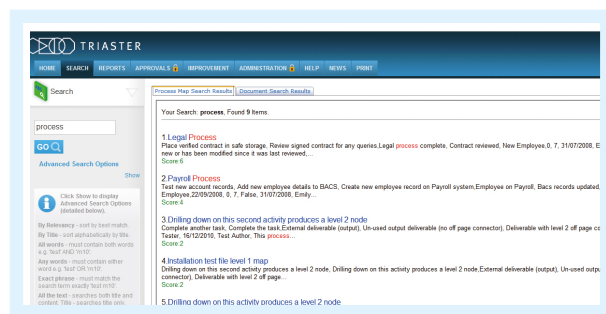 TRIASTER
HOME SEARCH REPORTS APPROVALS IMPROVEMENT ADMINISTRATION HELP NEWS PRINT
Search
process
GO
Advanced Search Options
Show
Click Show to display
Advanced Search Options
(detailed below).
By Relevancy - sort by best match.
By Title - sort alphabetically by title.
All words - must contain both words
e.g. 'test' AND 'm10'.
Any words - must contain either
word e.g. 'test' OR 'm10'.
Exact phrase - must match the
search term exactly 'test m10'.
All the text - searches both title and
content. Title - searches title only
Process Map Search Results Document Search Results
Your Search: process, Found 9 Items.
1.Legal Process
Place verified contract in safe storage, Review signed contract for any queries,Legal process complete, Contract reviewed, New Employee,0, 7, 31/07/2008, E
new or has been modified since it was last reviewed,...
Score:6
2.Payroll Process
Test new account records, Add new employee details to BACS, Create new employee record on Payroll system,Employee on Payroll, Bacs records updated,
Employee,22/09/2008, 0, 7, False, 31/07/2008, Emily...
Score:4
3.Drilling down on this second activity produces a level 2 node
Complete another task, Complete the task,External deliverable (output), Un-used output deliverable (no off page connector), Deliverable with level 2 off page co
Tester, 16/12/2010, Test Author, This process...
Score:2
4.Installation test file level 1 map
Drilling down on this second activity produces a level 2 node, Drilling down on this activity produces a level 2 node,External deliverable (output), Un-used outpu
connector), Deliverable with level 2 off page...
Score:2
5.Drilling down on this activity produces a level 2 node